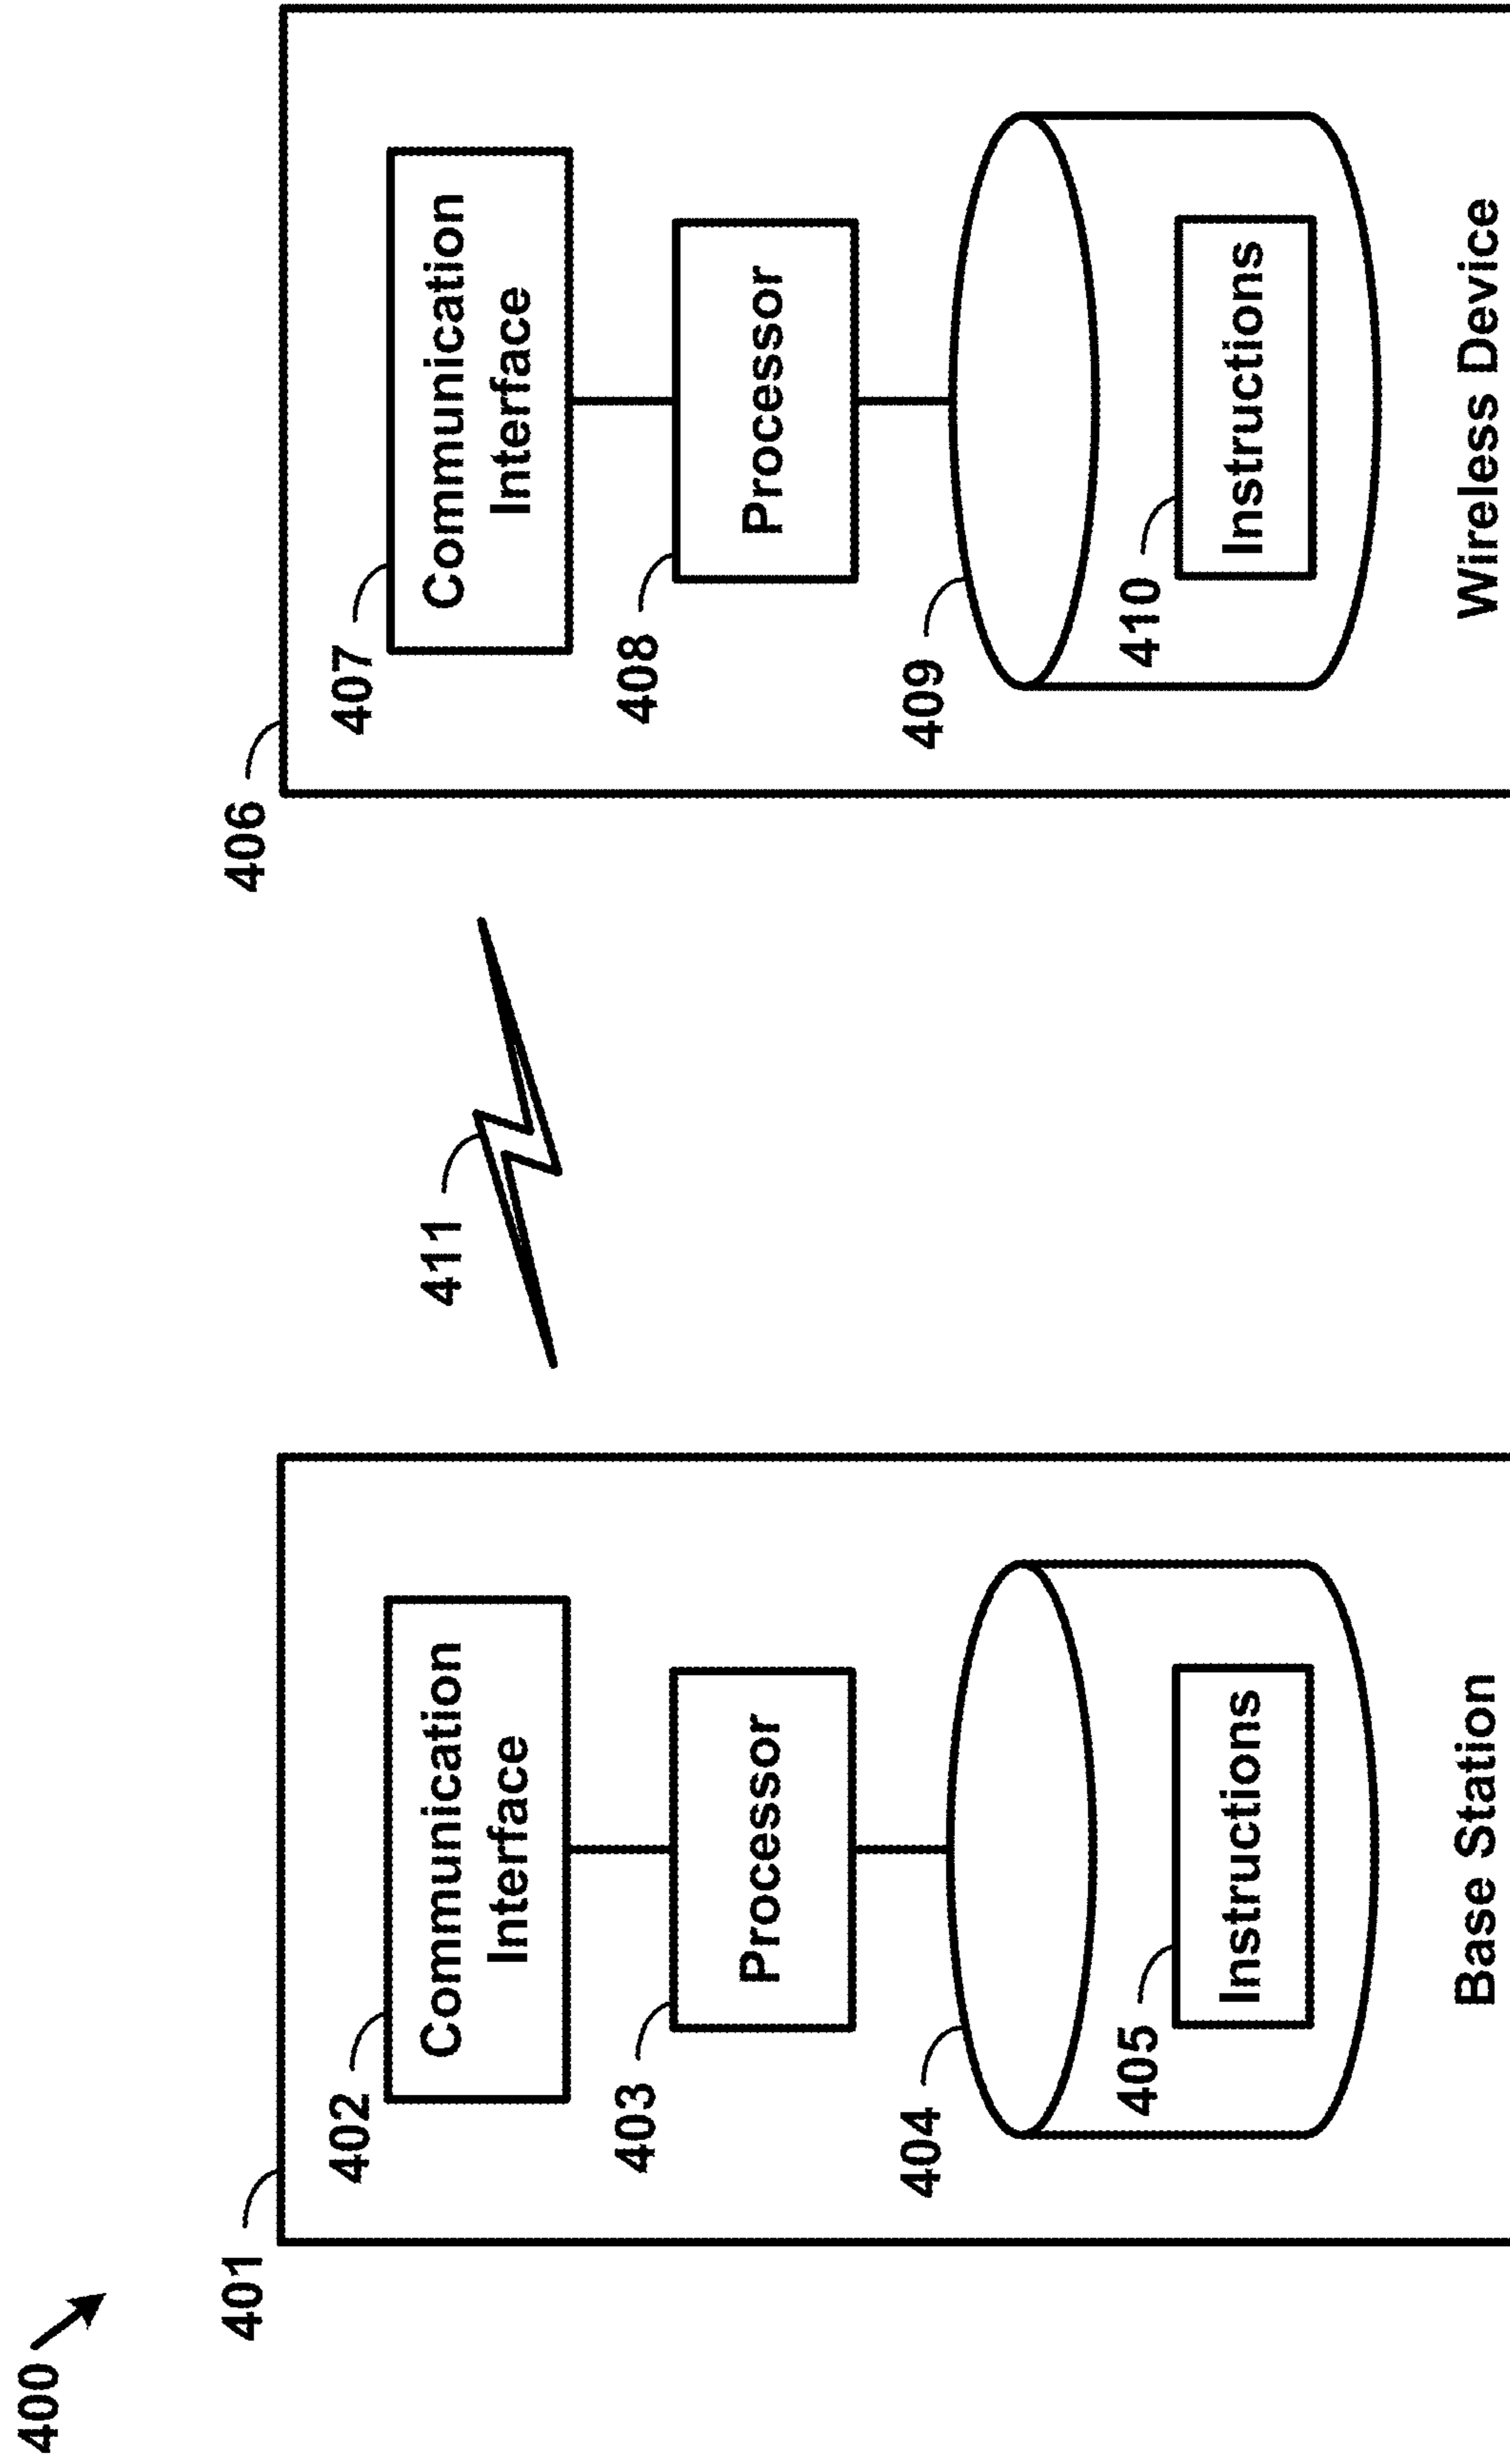 400
401
402
Communication
Interface
403
Processor
404
405
Instructions
Base Station
411
406
407
Communication
Interface
408
Processor
409
410
Instructions
Wireless Device